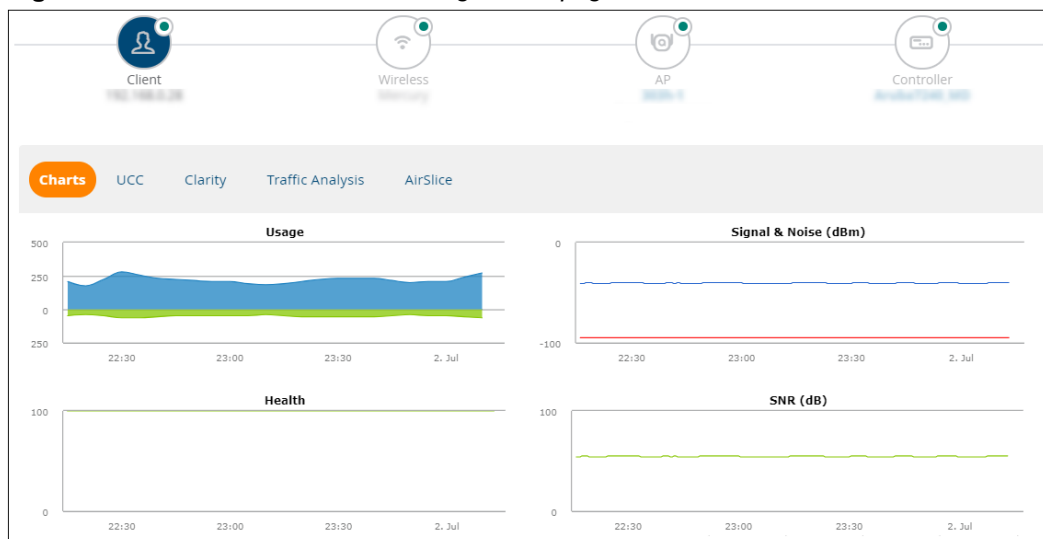 Client Wireless AP Controller
Charts UCC Clarity Traffic Analysis AirSlice
Usage
500
250
0
250
22:30 23:00 23:30 2. Jul
Signal & Noise (dBm)
0
-100
22:30 23:00 23:30 2. Jul
Health
100
0
22:30 23:00 23:30 2. Jul
SNR (dB)
100
0
22:30 23:00 23:30 2. Jul